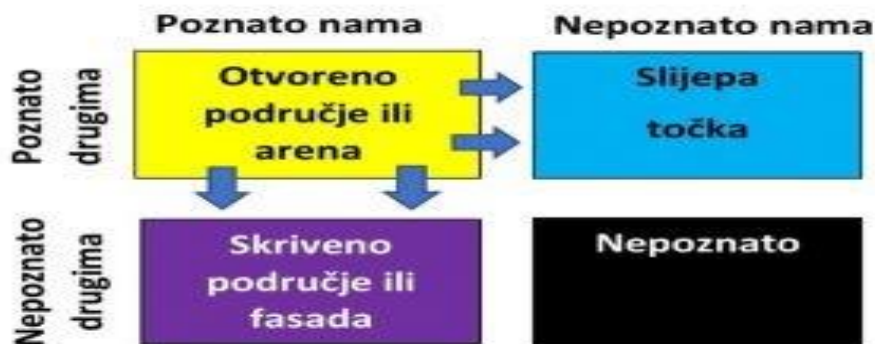 Poznato nama
Nepoznato nama
Poznato
drugima
Otvoreno
područje ili
arena
Slijepa
točka
Nepoznato
drugima
Skriveno
područje ili
fasada
Nepoznato